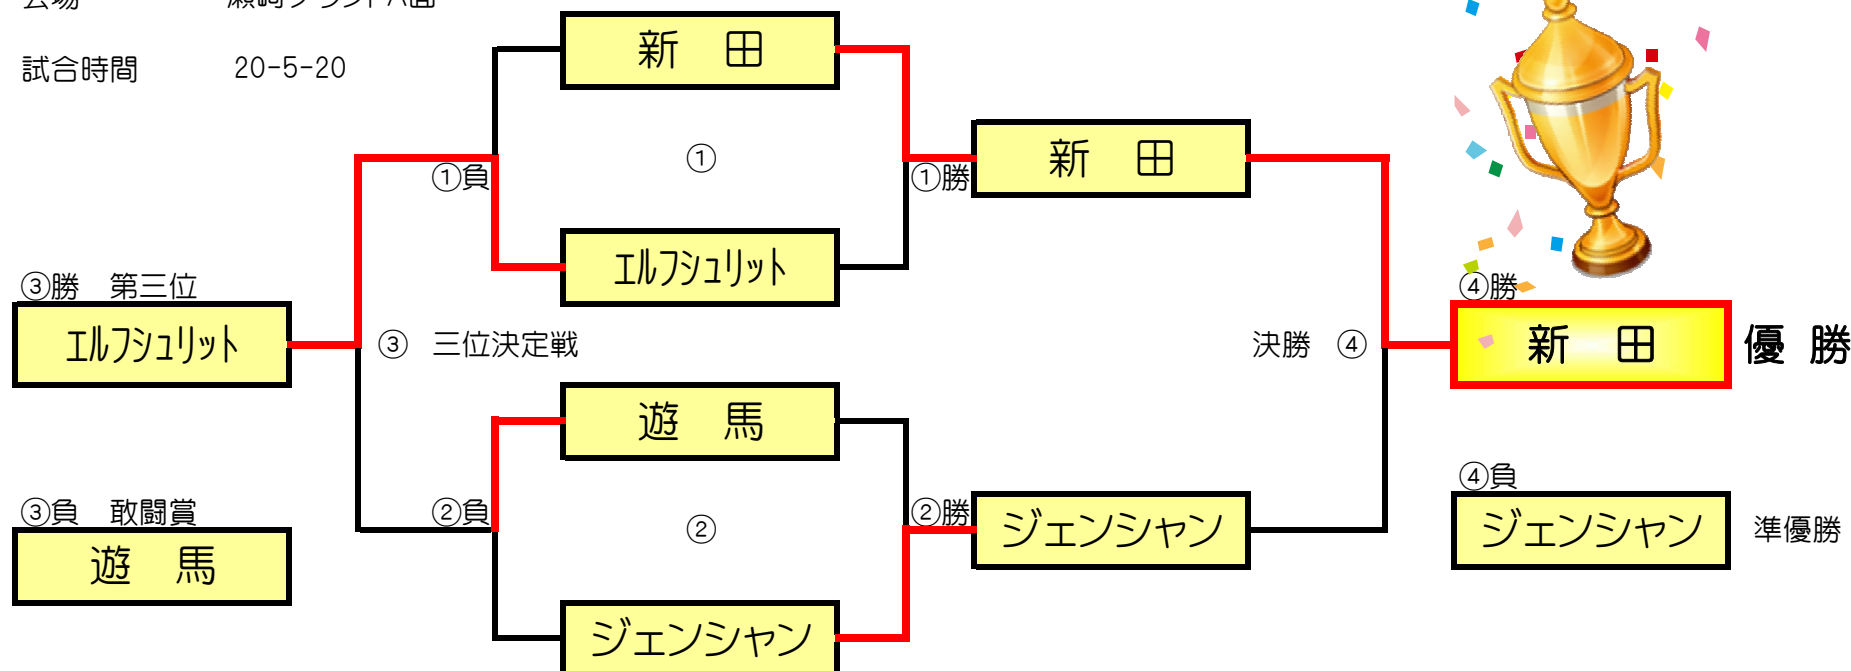 試合時間 20-5-20
新 田
①
①負
①勝
新 田
エルフシュリット
③勝 第三位
エルフシュリット
③ 三位決定戦
決勝 ④
④勝
新 田
優 勝
遊 馬
③負 敢闘賞
遊 馬
②負
②
②勝
ジェンシャン
④負
ジェンシャン
準優勝
ジェンシャン